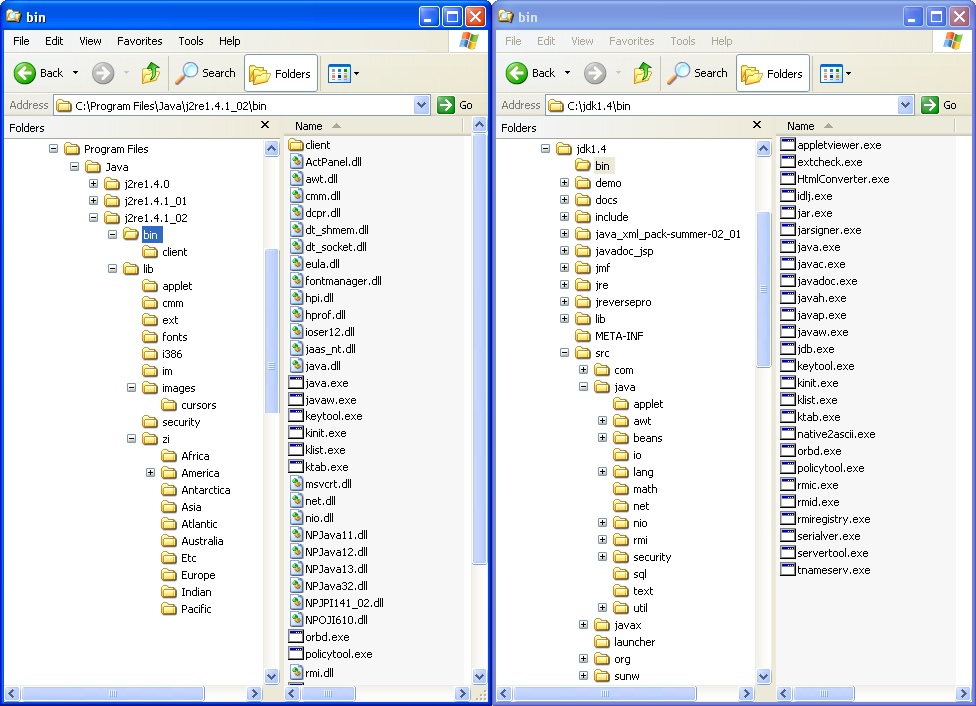 bin
File Edit View Favorites Tools Help
Back Search Folders
Address C:\Program Files\Java\j2re1.4.1_02\bin Go
Folders
Program Files
Java
j2re1.4.0
j2re1.4.1_01
j2re1.4.1_02
bin
client
lib
applet
cmm
ext
fonts
i386
im
images
cursors
security
zi
Africa
America
Antarctica
Asia
Atlantic
Australia
Etc
Europe
Indian
Pacific
Name
client
ActPanel.dll
awt.dll
cmm.dll
dcpr.dll
dt_shmem.dll
dt_socket.dll
eula.dll
fontmanager.dll
hpi.dll
hprof.dll
ioser12.dll
jaas_nt.dll
java.dll
java.exe
javaw.exe
keytool.exe
kinit.exe
klist.exe
ktab.exe
msvcrt.dll
net.dll
nio.dll
NPJava11.dll
NPJava12.dll
NPJava13.dll
NPJava32.dll
NPJPI141_02.dll
NPOJI610.dll
orbd.exe
policytool.exe
rmi.dll
bin
File Edit View Favorites Tools Help
Back Search Folders
Address C:\jdk1.4\bin Go
Folders
jdk1.4
bin
demo
docs
include
java_xml_pack-summer-02_01
javadoc_jsp
jmf
jre
jreversepro
lib
META-INF
src
com
java
applet
awt
beans
io
lang
math
net
nio
rmi
security
sql
text
util
javax
launcher
org
sunw
Name
appletviewer.exe
extcheck.exe
HtmlConverter.exe
idlj.exe
jar.exe
jarsigner.exe
java.exe
javac.exe
javadoc.exe
javah.exe
javap.exe
javaw.exe
jdb.exe
keytool.exe
kinit.exe
klist.exe
ktab.exe
native2ascii.exe
orbd.exe
policytool.exe
rmic.exe
rmid.exe
rmiregistry.exe
serialver.exe
servertool.exe
tnameserv.exe